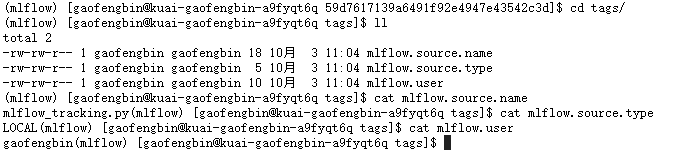 (mlflow) [gaofengbin@kuai-gaofengbin-a9fyqt6q 59d7617139a6491f92e4947e43542c3d]$ cd tags/
(mlflow) [gaofengbin@kuai-gaofengbin-a9fyqt6q tags]$ ll
total 2
-rw-rw-r-- 1 gaofengbin gaofengbin 18 10月  3 11:04 mlflow.source.name
-rw-rw-r-- 1 gaofengbin gaofengbin  5 10月  3 11:04 mlflow.source.type
-rw-rw-r-- 1 gaofengbin gaofengbin 10 10月  3 11:04 mlflow.user
(mlflow) [gaofengbin@kuai-gaofengbin-a9fyqt6q tags]$ cat mlflow.source.name
mlflow_tracking.py(mlflow) [gaofengbin@kuai-gaofengbin-a9fyqt6q tags]$ cat mlflow.source.type
LOCAL(mlflow) [gaofengbin@kuai-gaofengbin-a9fyqt6q tags]$ cat mlflow.user
gaofengbin(mlflow) [gaofengbin@kuai-gaofengbin-a9fyqt6q tags]$